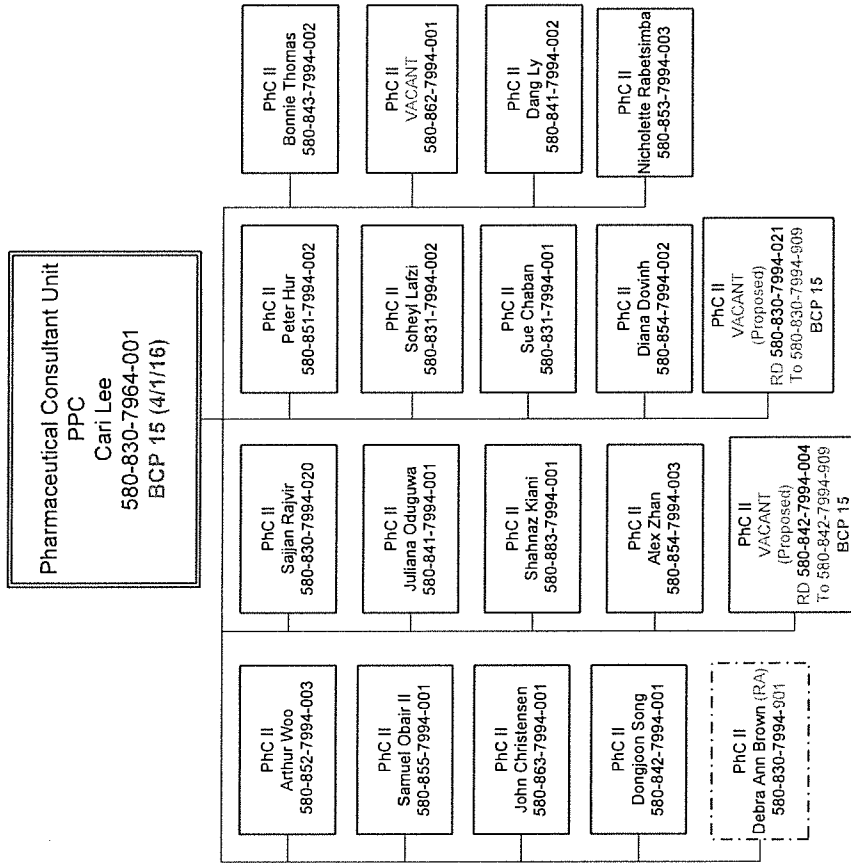 Pharmaceutical Consultant Unit
PPC
Cari Lee
580-830-7964-001
BCP 15 (4/1/16)
PhC II
Arthur Woo
580-852-7994-003
PhC II
Samuel Obair II
580-855-7994-001
PhC II
John Christensen
580-863-7994-001
PhC II
Dongjoon Song
580-842-7994-001
PhC II
Debra Ann Brown (RA)
580-830-7994-901
PhC II
Sajjan Rajvir
580-830-7994-020
PhC II
Juliana Oduguwa
580-841-7994-001
PhC II
Shahnaz Kiani
580-883-7994-001
PhC II
Alex Zhan
580-854-7994-003
PhC II
VACANT
(Proposed)
RD 580-842-7994-004
To 580-842-7994-909
BCP 15
PhC II
Peter Hur
580-851-7994-002
PhC II
Soheyl Lafzi
580-831-7994-002
PhC II
Sue Chaban
580-831-7994-001
PhC II
Diana Dovinh
580-854-7994-002
PhC II
VACANT
(Proposed)
RD 580-830-7994-021
To 580-830-7994-909
BCP 15
PhC II
Bonnie Thomas
580-843-7994-002
PhC II
VACANT
580-862-7994-001
PhC II
Dang Ly
580-841-7994-002
PhC II
Nicholette Rabetsimba
580-853-7994-003